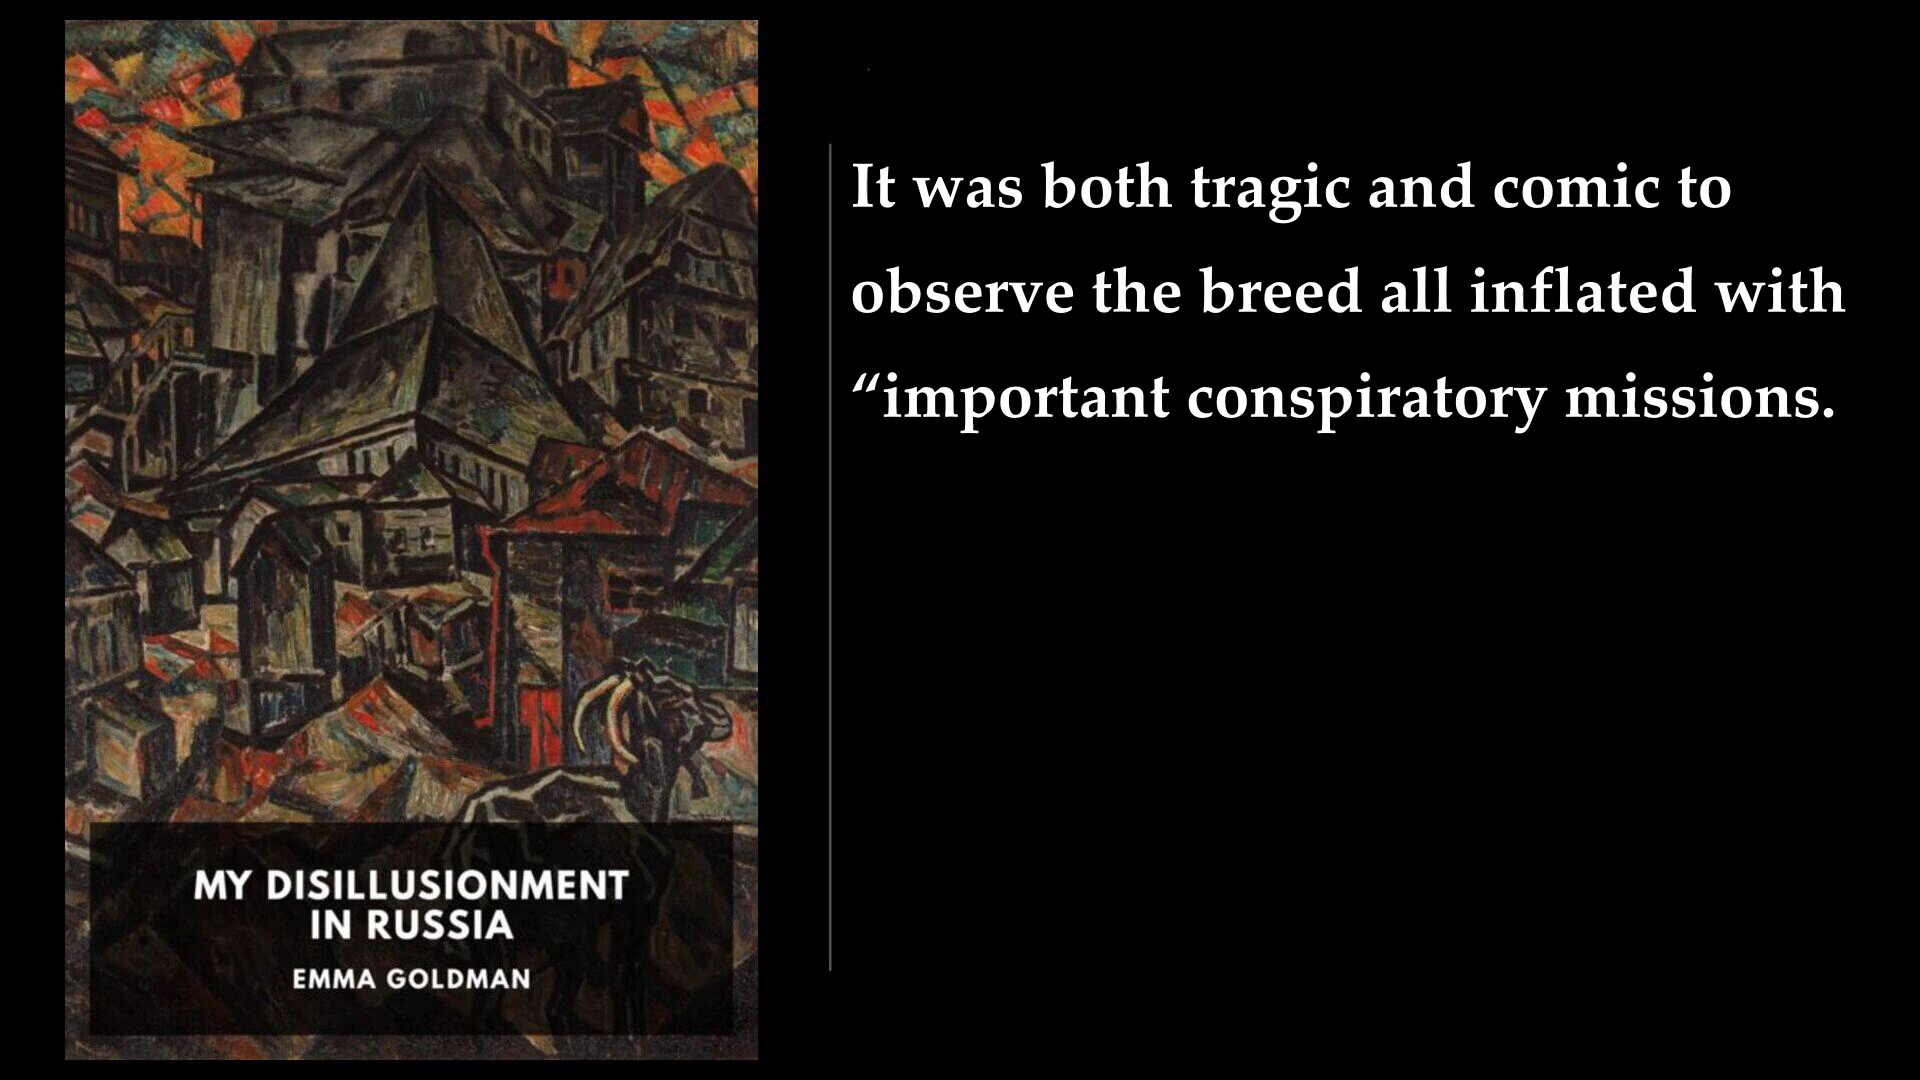 It was both tragic and comic to
observe the breed all inflated with
“important conspiratory missions.
MY DISILLUSIONMENT
IN RUSSIA
EMMA GOLDMAN